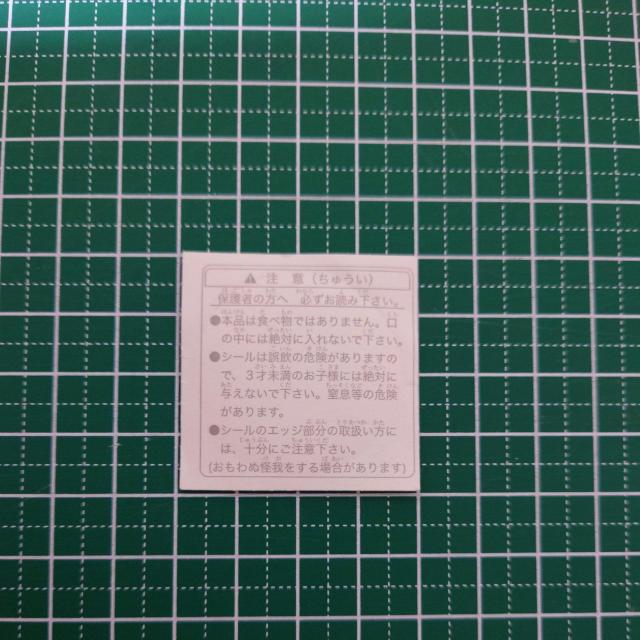 ⚠ 注 意（ちゅうい）
保護者の方へ 必ずお読み下さい。
●本品は食べ物ではありません。口
の中には絶対に入れないで下さい。
●シールは誤飲の危険がありますの
で、３才未満のお子様には絶対に
与えないで下さい。窒息等の危険
があります。
●シールのエッジ部分の取扱い方に
は、十分にご注意下さい。
(おもわぬ怪我をする場合があります)